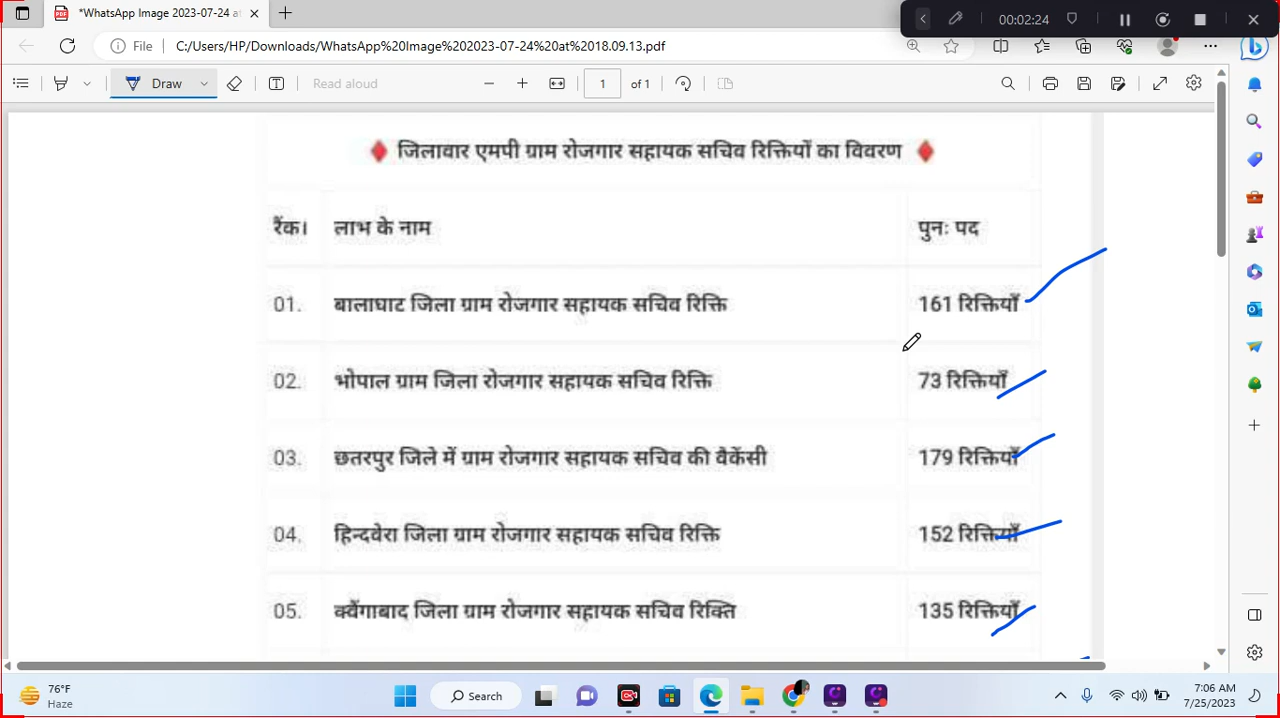 *WhatsApp Image 2023-07-24 at
00:02:24
File C:/Users/HP/Downloads/WhatsApp%20Image%202023-07-24%20at%2018.09.13.pdf
Draw Read aloud 1 of 1
जिलावार एमपी ग्राम रोजगार सहायक सचिव रिक्तियों का विवरण
रैंक। लाभ के नाम पुनः पद
01. बालाघाट जिला ग्राम रोजगार सहायक सचिव रिक्ति 161 रिक्तियाँ
02. भोपाल ग्राम जिला रोजगार सहायक सचिव रिक्ति 73 रिक्तियाँ
03. छतरपुर जिले में ग्राम रोजगार सहायक सचिव की वैकेंसी 179 रिक्तियाँ
04. हिन्दवेरा जिला ग्राम रोजगार सहायक सचिव रिक्ति 152 रिक्तियाँ
05. क्वैंगाबाद जिला ग्राम रोजगार सहायक सचिव रिक्ति 135 रिक्तियाँ
76°F
Haze
Search
7:06 AM
7/25/2023